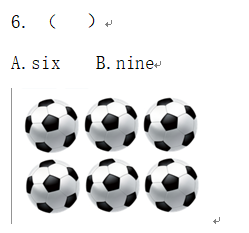 6. （  ）
A.six  B.nine